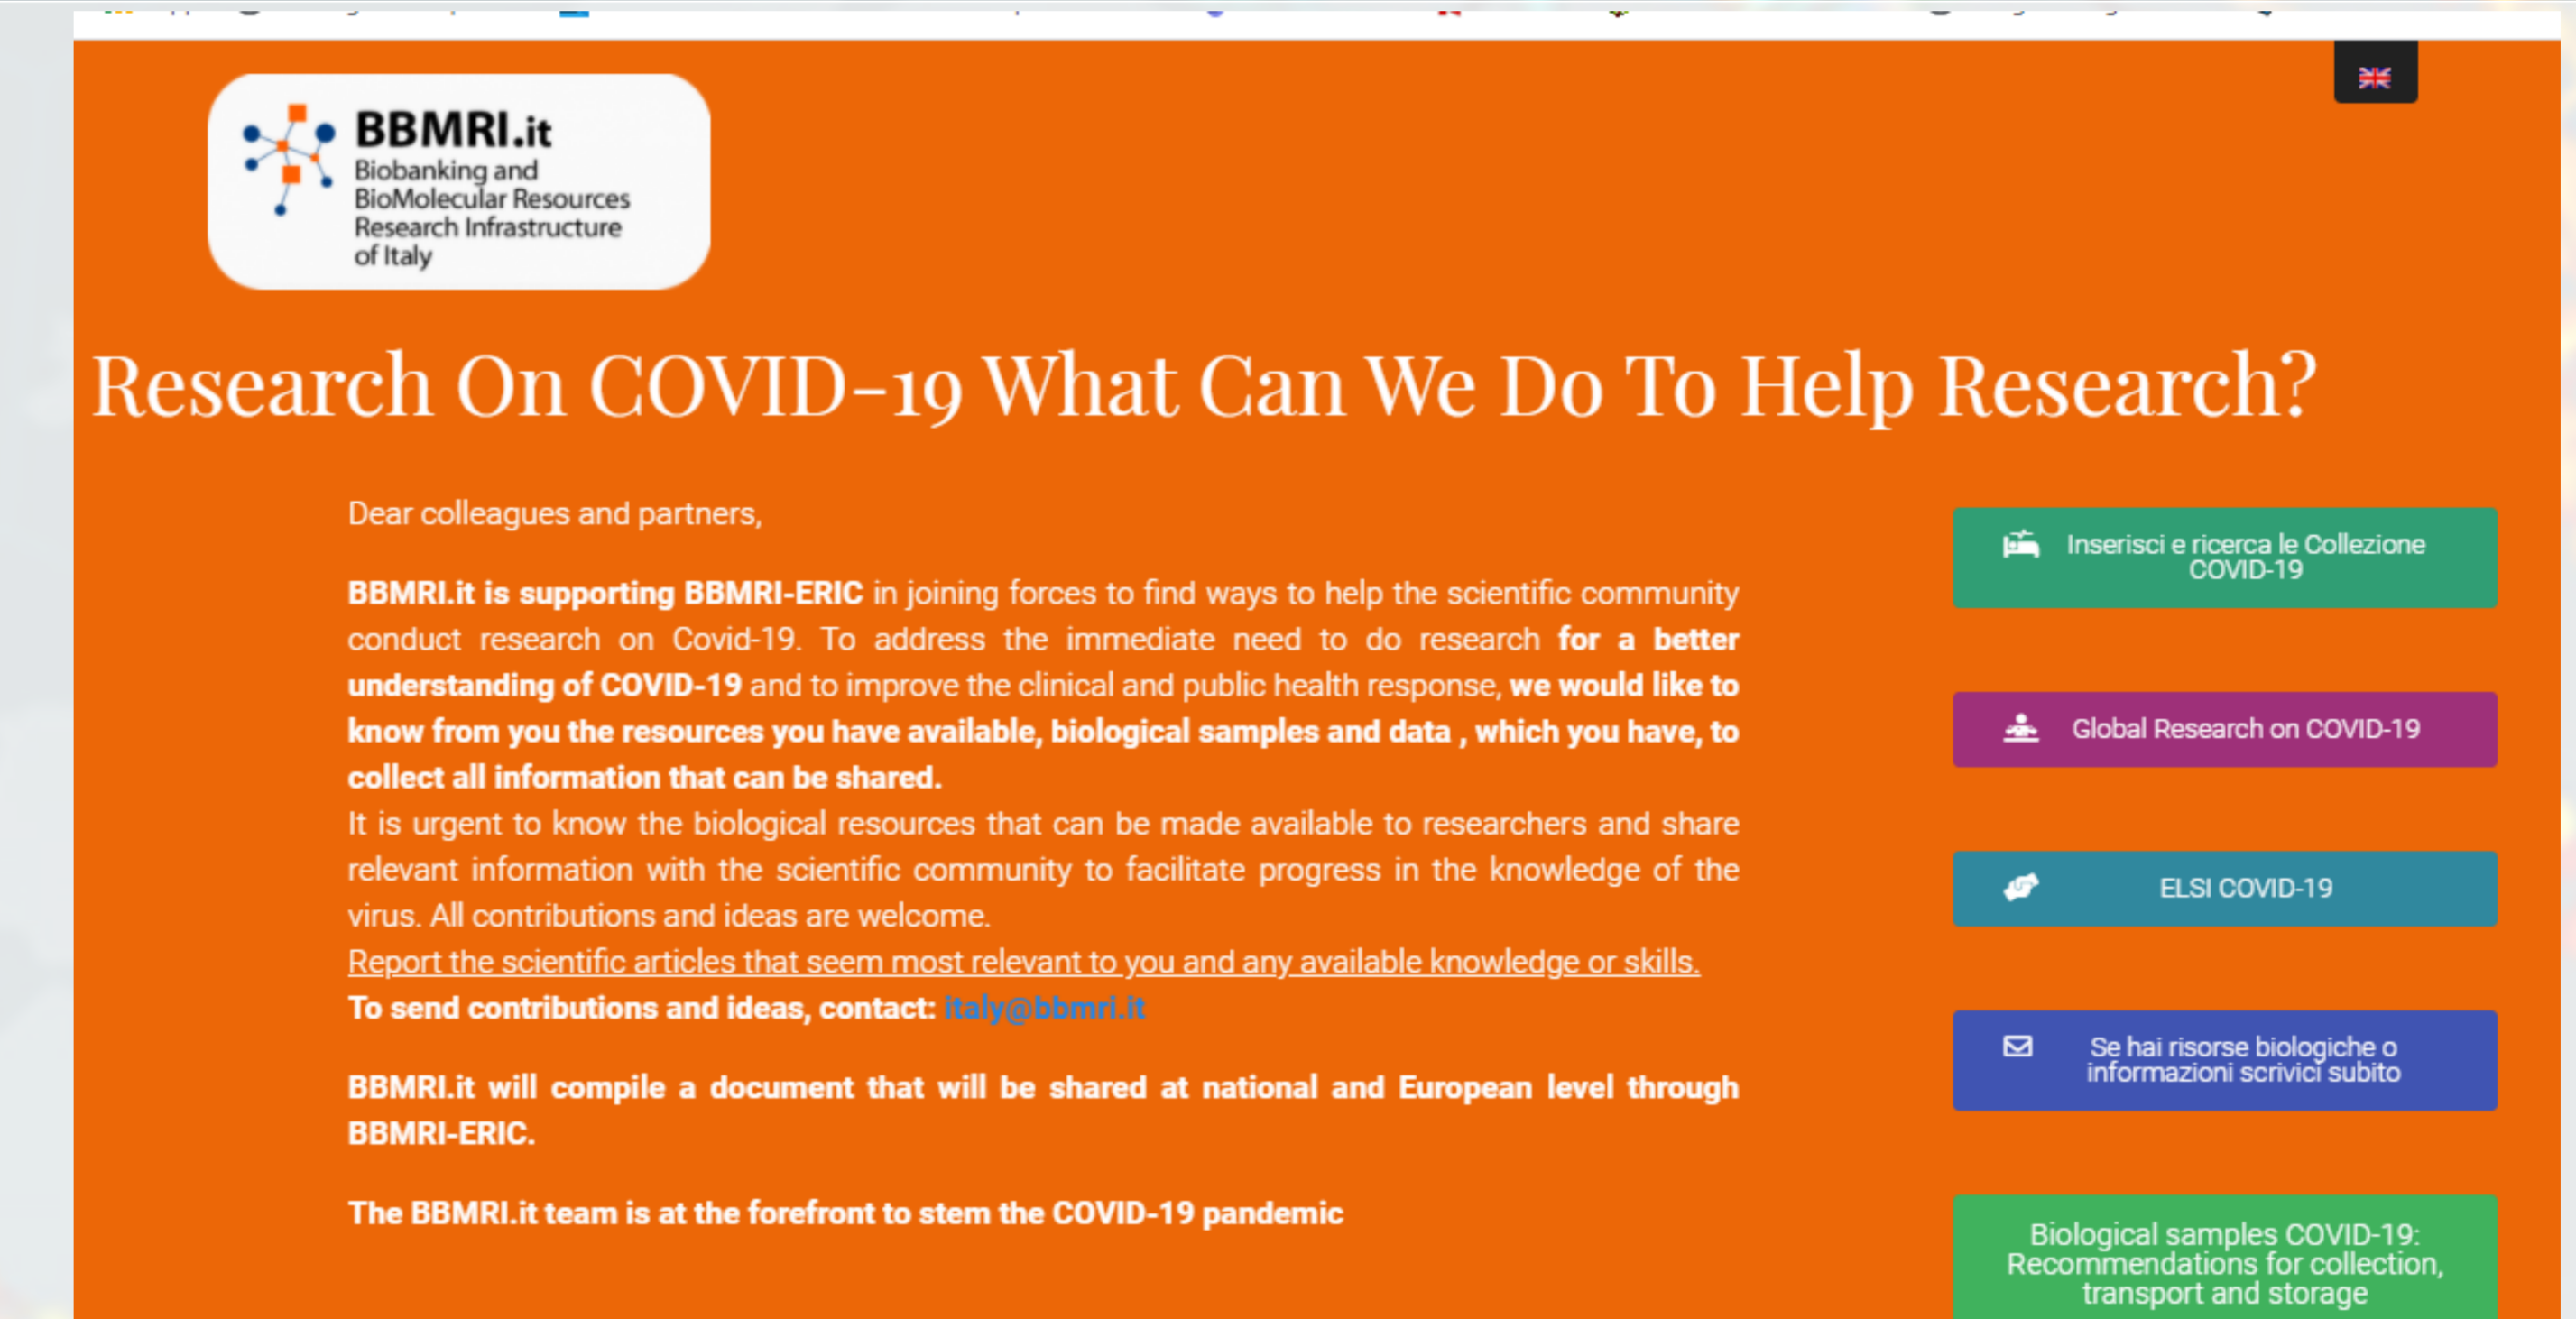 BBMRI.it
Biobanking and
BioMolecular Resources
Research Infrastructure
of Italy
Research On COVID-19 What Can We Do To Help Research?
Dear colleagues and partners,
BBMRI.it is supporting BBMRI-ERIC in joining forces to find ways to help the scientific community
conduct research on Covid-19. To address the immediate need to do research for a better
understanding of COVID-19 and to improve the clinical and public health response, we would like to
know from you the resources you have available, biological samples and data , which you have, to
collect all information that can be shared.
It is urgent to know the biological resources that can be made available to researchers and share
relevant information with the scientific community to facilitate progress in the knowledge of the
virus. All contributions and ideas are welcome.
Report the scientific articles that seem most relevant to you and any available knowledge or skills.
To send contributions and ideas, contact: italy@bbmri.it
BBMRI.it will compile a document that will be shared at national and European level through
BBMRI-ERIC.
The BBMRI.it team is at the forefront to stem the COVID-19 pandemic
Inserisci e ricerca le Collezione
COVID-19
Global Research on COVID-19
ELSI COVID-19
Se hai risorse biologiche o
informazioni scrivici subito
Biological samples COVID-19:
Recommendations for collection,
transport and storage